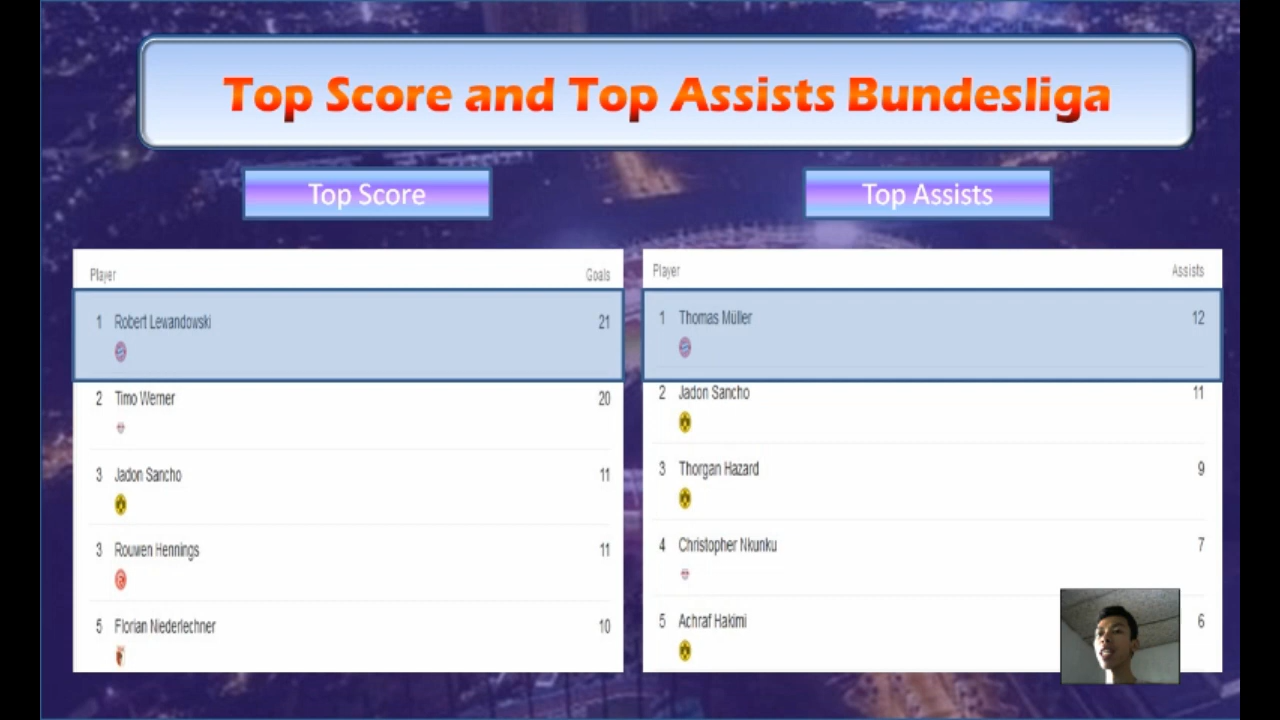 Top Score and Top Assists Bundesliga
Top Score
Top Assists
Player Goals
1 Robert Lewandowski 21
2 Timo Werner 20
3 Jadon Sancho 11
3 Rouwen Hennings 11
5 Florian Niederlechner 10
Player Assists
1 Thomas Müller 12
2 Jadon Sancho 11
3 Thorgan Hazard 9
4 Christopher Nkunku 7
5 Achraf Hakimi 6